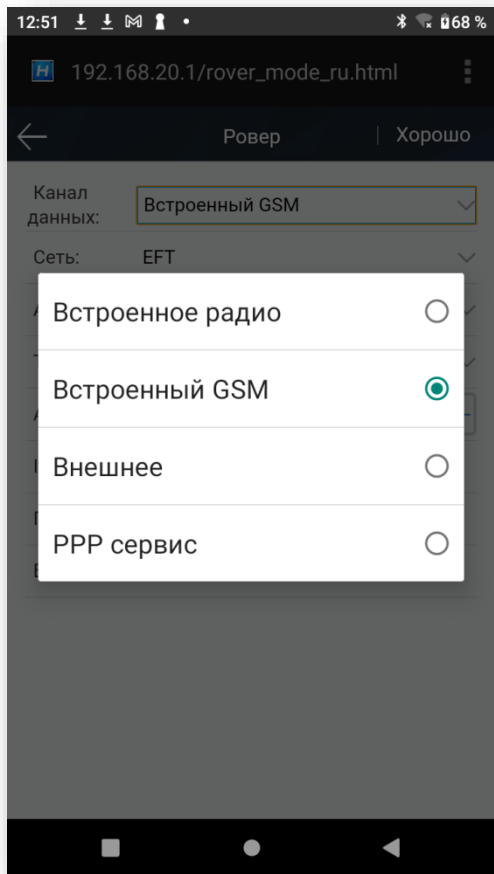 12:51
68 %
192.168.20.1/rover_mode_ru.html
Ровер
Хорошо
Канал
данных:
Встроенный GSM
Сеть:
EFT
Встроенное радио
Встроенный GSM
Внешнее
PPP сервис